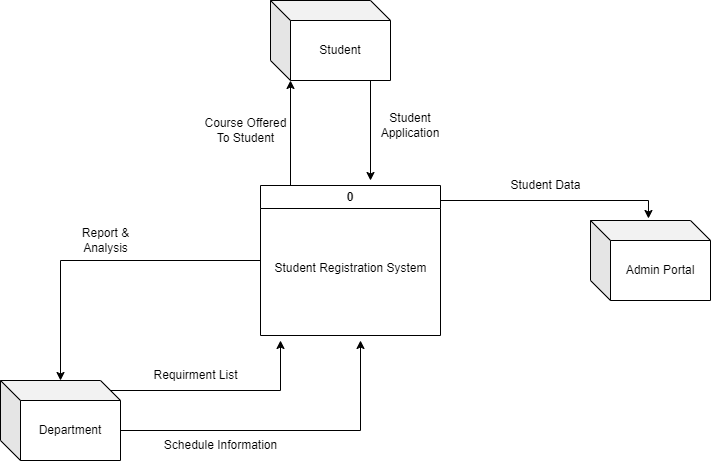 Student
Course Offered
To Student
Student
Application
0
Student Data
Report &
Analysis
Student Registration System
Admin Portal
Requirment List
Department
Schedule Information